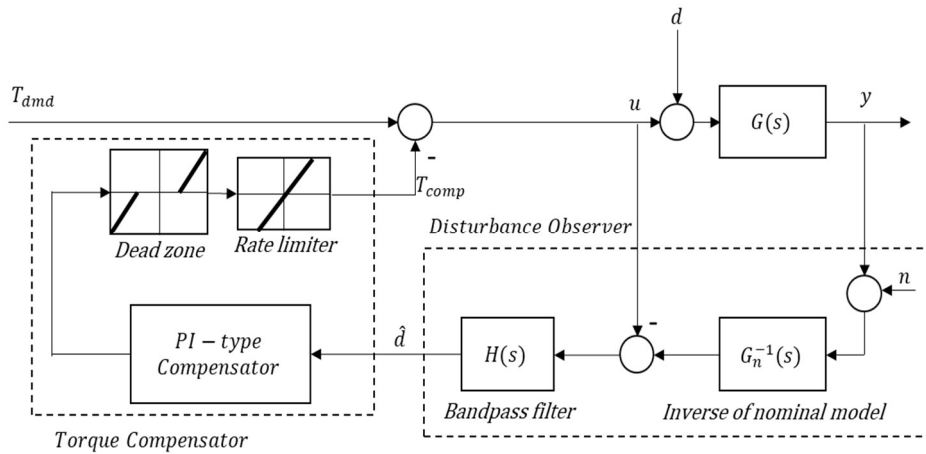 d
T_dmd
u
y
G(s)
-
T_comp
Dead zone
Rate limiter
Disturbance Observer
n
-
PI − type
Compensator
d̂
H(s)
G_n^{-1}(s)
Bandpass filter
Inverse of nominal model
Torque Compensator